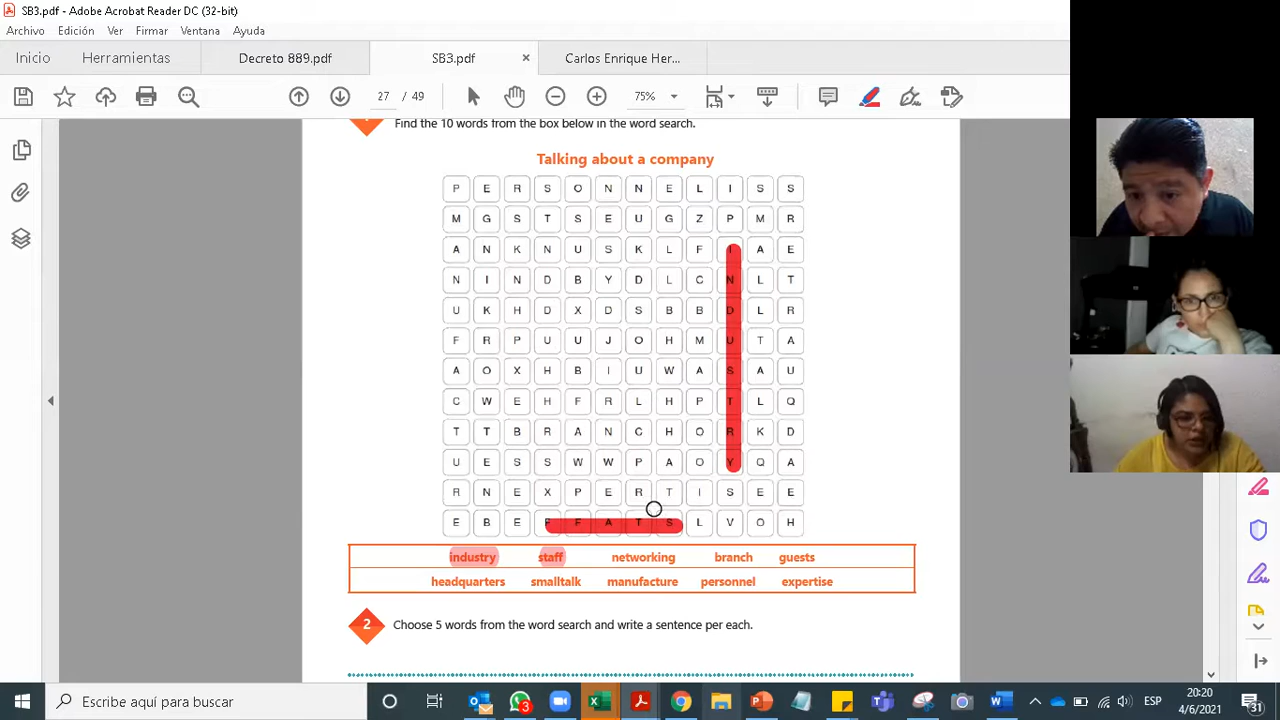 SB3.pdf - Adobe Acrobat Reader DC (32-bit)
Archivo Edición Ver Firmar Ventana Ayuda
Inicio Herramientas Decreto 889.pdf SB3.pdf × Carlos Enrique Her...
27 / 49 75%
Find the 10 words from the box below in the word search.
Talking about a company
P E R S O N N E L I S S
M G S T S E U G Z P M R
A N K N U S K L F I A E
N I N D B Y D L C N L T
U K H D X D S B B D L R
F R P U U J O H M U T A
A O X H B I U W A S A U
C W E H F R L H P T L Q
T T B R A N C H O R K D
U E S S W W P A O Y Q A
R N E X P E R T I S E E
E B E F F A T S L V O H
industry staff networking branch guests
headquarters smalltalk manufacture personnel expertise
2 Choose 5 words from the word search and write a sentence per each.
Escribe aquí para buscar
3
ESP
20:20
4/6/2021
31